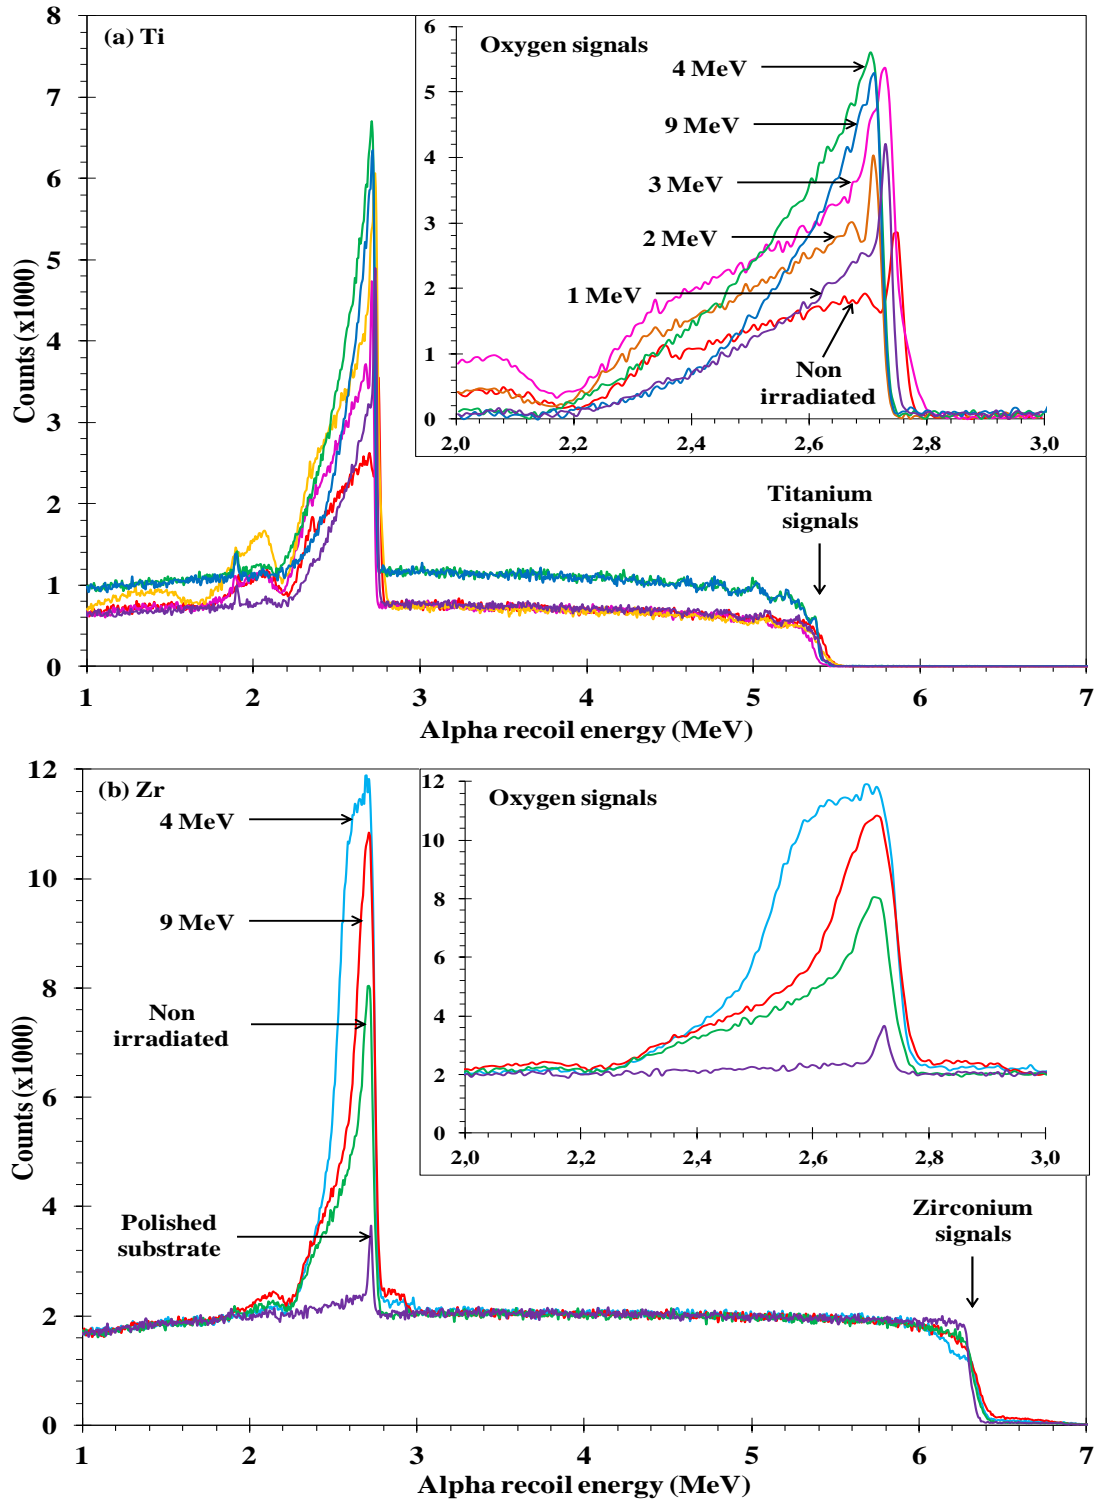 (a) Ti
Counts (x1000)
8
7
6
5
4
3
2
1
0
1
2
3
4
5
6
7
Alpha recoil energy (MeV)
Titanium
signals
Oxygen signals
6
5
4
3
2
1
0
2,0
2,2
2,4
2,6
2,8
3,0
4 MeV
9 MeV
3 MeV
2 MeV
1 MeV
Non
irradiated
(b) Zr
Counts (x1000)
12
10
8
6
4
2
0
1
2
3
4
5
6
7
Alpha recoil energy (MeV)
4 MeV
9 MeV
Non
irradiated
Polished
substrate
Zirconium
signals
Oxygen signals
12
10
8
6
4
2
0
2,0
2,2
2,4
2,6
2,8
3,0